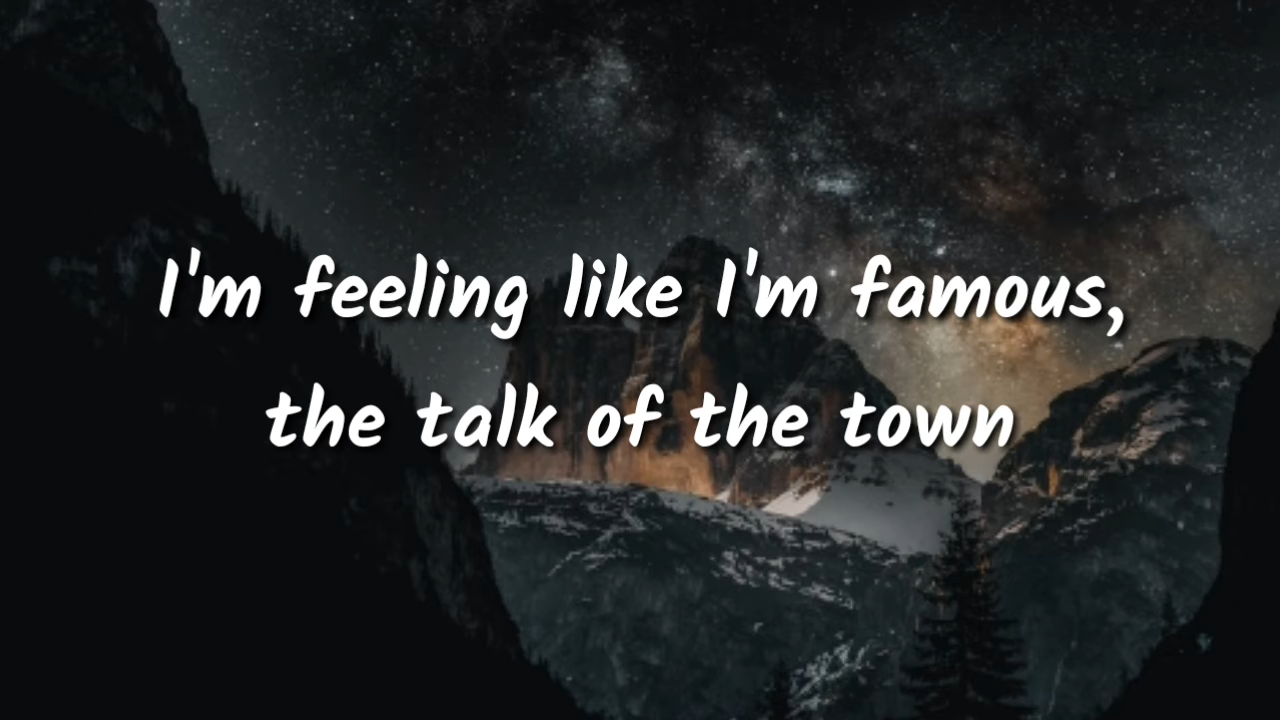 I'm feeling like I'm famous,
the talk of the town